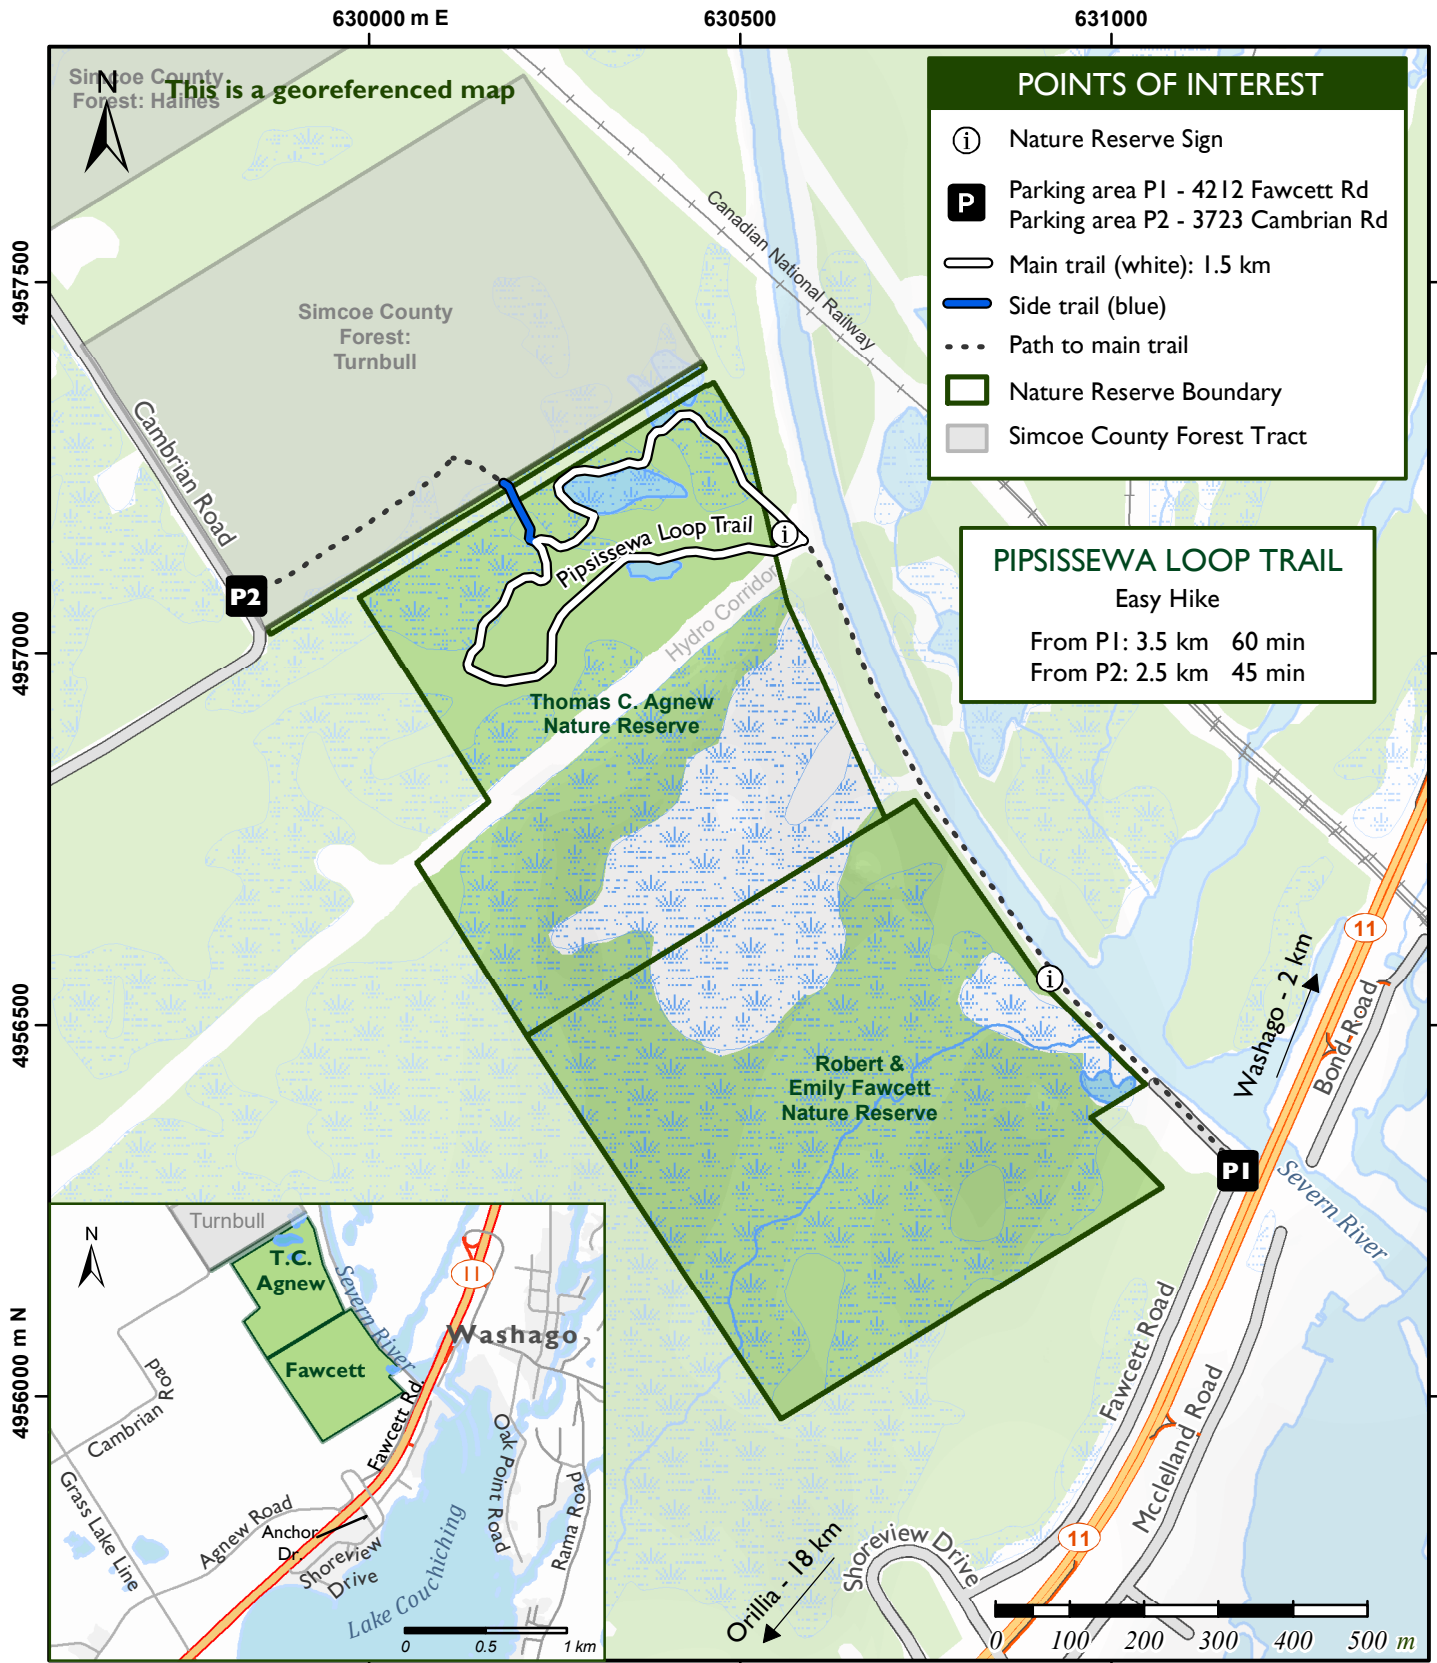 630000 m E
630500
631000
4957500
4957000
4956500
4956000 m N
Simcoe County
Forest: Haines
This is a georeferenced map
N
POINTS OF INTEREST
i
Nature Reserve Sign
P
Parking area P1 - 4212 Fawcett Rd
Parking area P2 - 3723 Cambrian Rd
Main trail (white): 1.5 km
Side trail (blue)
Path to main trail
Nature Reserve Boundary
Simcoe County Forest Tract
PIPSISSEWA LOOP TRAIL
Easy Hike
From P1: 3.5 km 60 min
From P2: 2.5 km 45 min
Canadian National Railway
Simcoe County
Forest:
Turnbull
Cambrian Road
P2
Pipsissewa Loop Trail
i
Hydro Corridor
Thomas C. Agnew
Nature Reserve
i
Robert &
Emily Fawcett
Nature Reserve
11
Washago - 2 km
Bond Road
P1
Severn River
Fawcett Road
Mcclelland Road
11
Shoreview Drive
Orillia - 18 km
0 100 200 300 400 500 m
N
Turnbull
T.C.
Agnew
Severn River
11
Washago
Fawcett
Cambrian Road
Fawcett Rd.
Oak Point Road
Rama Road
Grass Lake Line
Agnew Road
Anchor
Dr.
Shoreview
Drive
Lake Couchiching
0 0.5 1 km